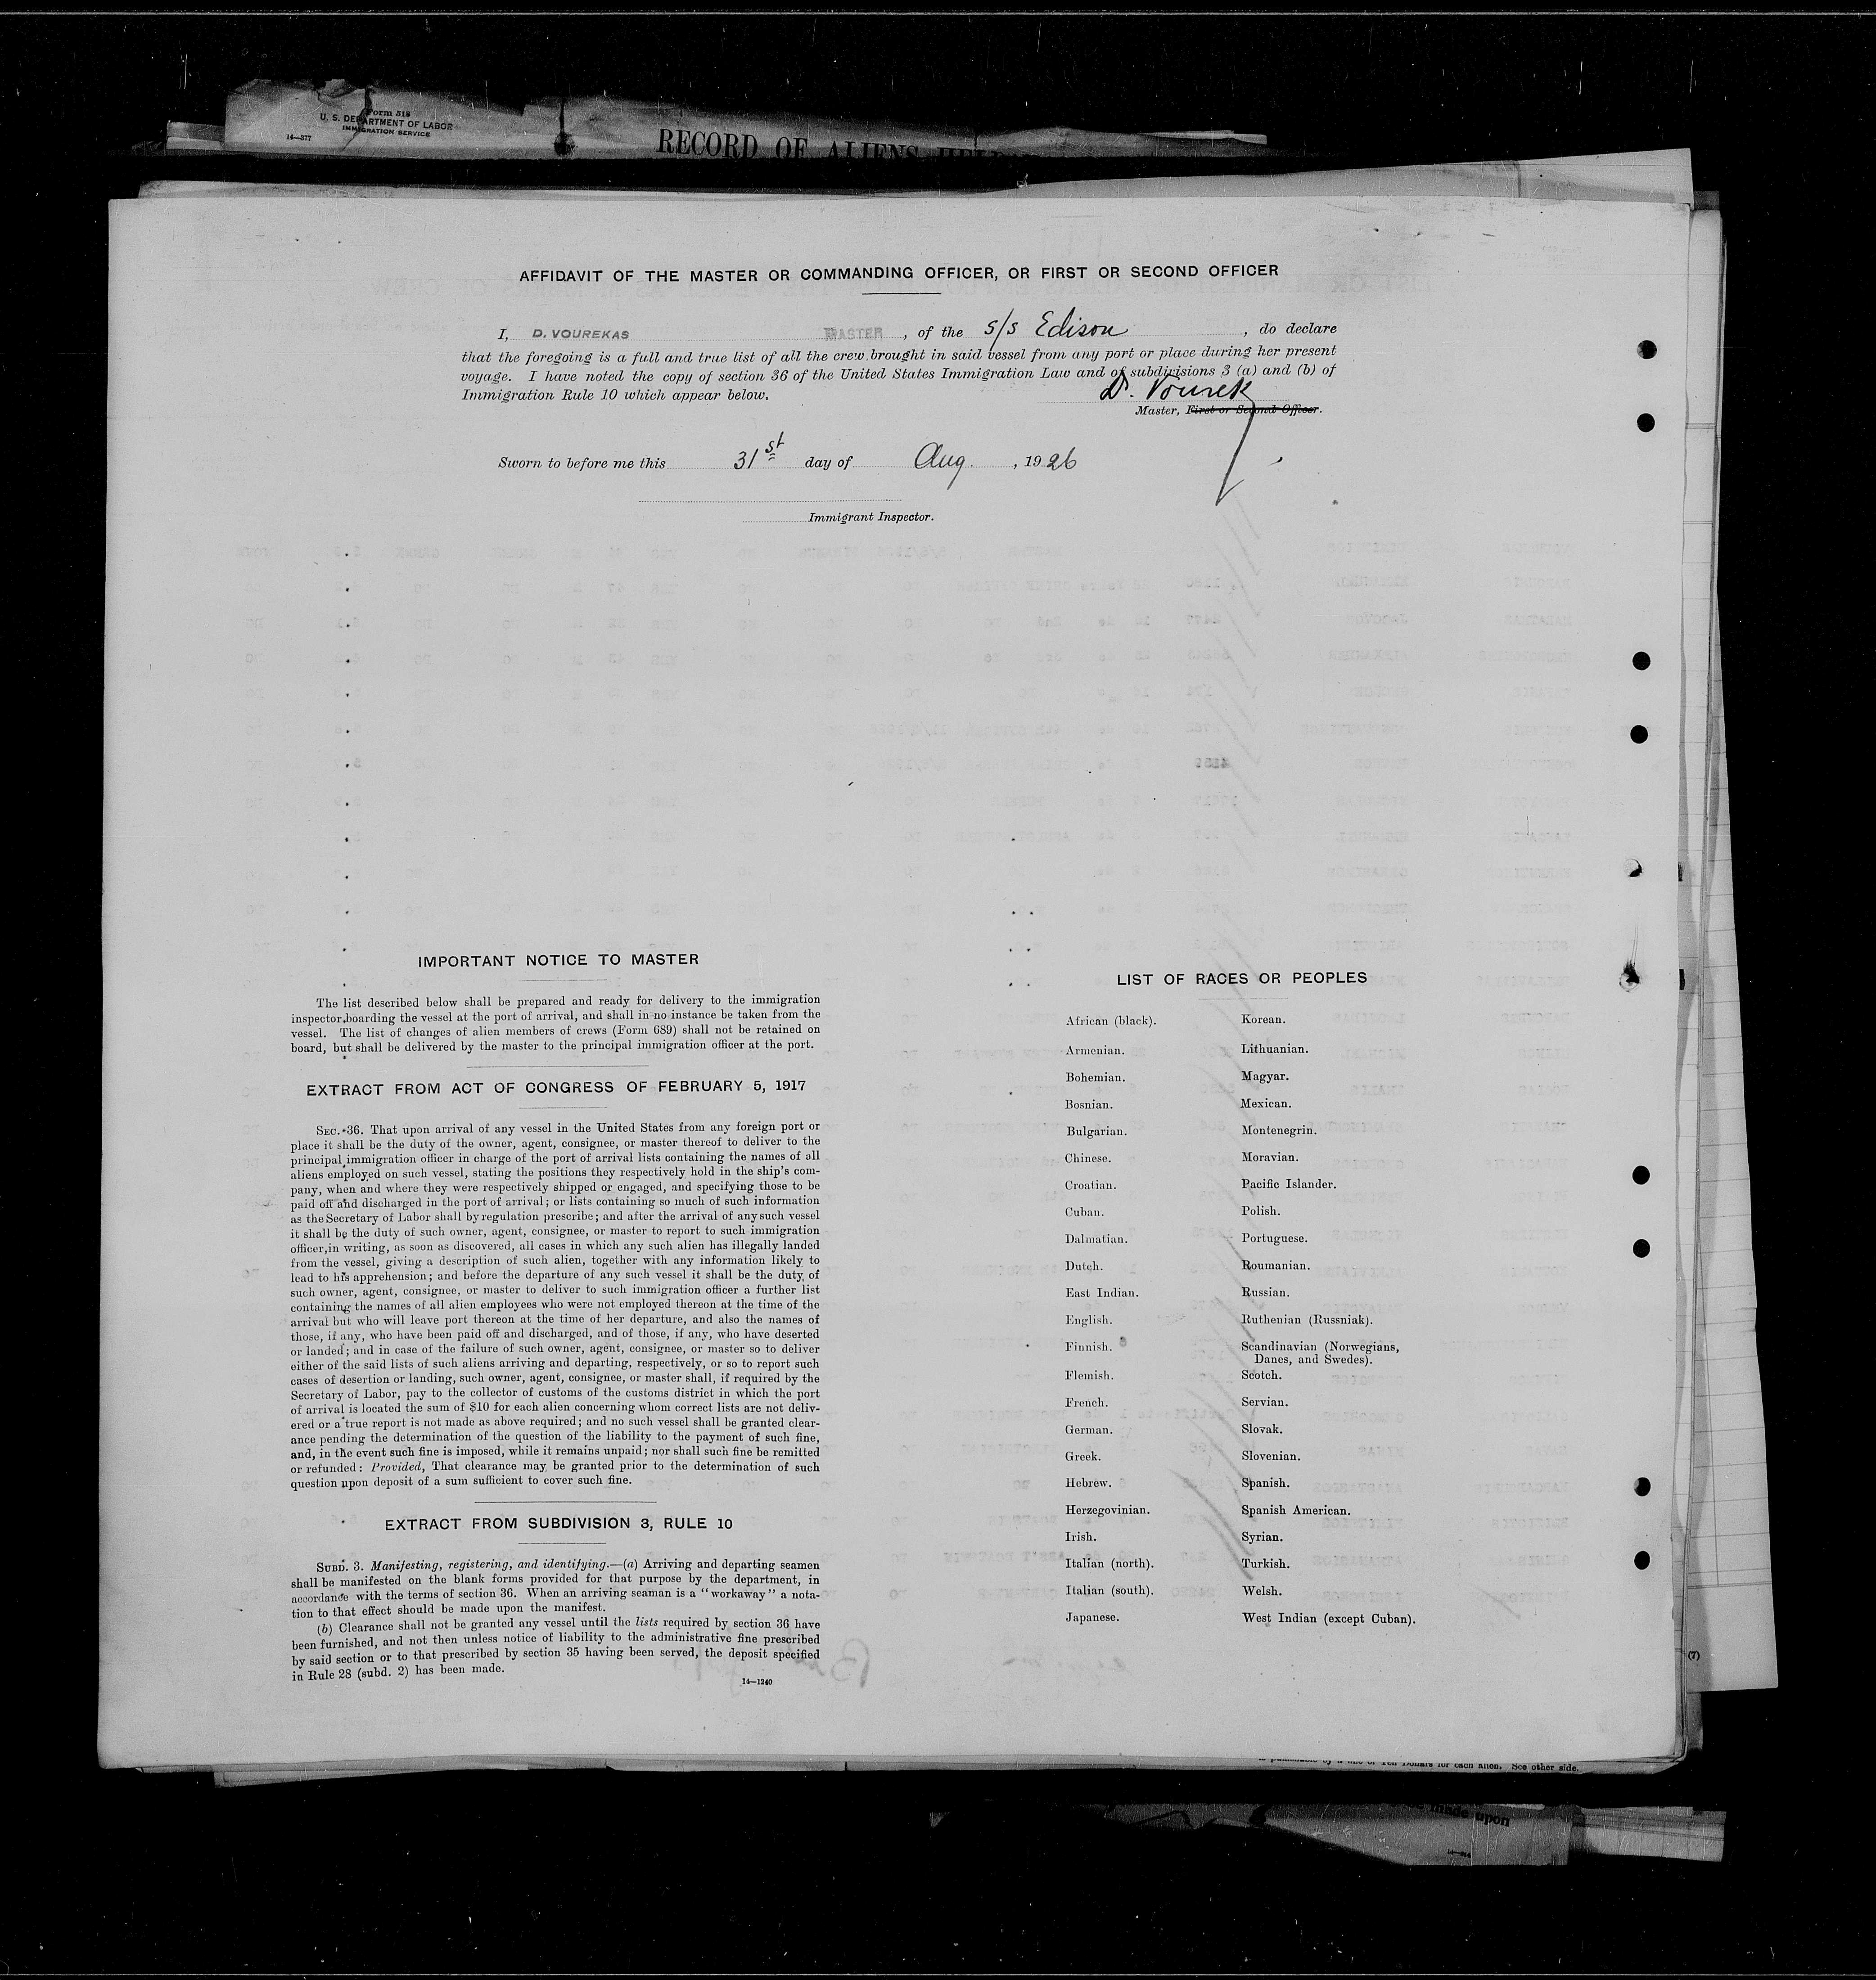 Form 518
U. S. DEPARTMENT OF LABOR
IMMIGRATION SERVICE
14—377
RECORD OF ALIENS HELD
AFFIDAVIT OF THE MASTER OR COMMANDING OFFICER, OR FIRST OR SECOND OFFICER
I, D. VOUREKAS MASTER, of the s/s Edison, do declare
that the foregoing is a full and true list of all the crew brought in said vessel from any port or place during her present
voyage. I have noted the copy of section 36 of the United States Immigration Law and of subdivisions 3 (a) and (b) of
Immigration Rule 10 which appear below.
D. Vourek
Master, First or Second Officer.
Sworn to before me this 31st day of Aug., 1926
Immigrant Inspector.
IMPORTANT NOTICE TO MASTER
The list described below shall be prepared and ready for delivery to the immigration
inspector boarding the vessel at the port of arrival, and shall in no instance be taken from the
vessel. The list of changes of alien members of crews (Form 689) shall not be retained on
board, but shall be delivered by the master to the principal immigration officer at the port.
EXTRACT FROM ACT OF CONGRESS OF FEBRUARY 5, 1917
SEC. 36. That upon arrival of any vessel in the United States from any foreign port or
place it shall be the duty of the owner, agent, consignee, or master thereof to deliver to the
principal immigration officer in charge of the port of arrival lists containing the names of all
aliens employed on such vessel, stating the positions they respectively hold in the ship's com-
pany, when and where they were respectively shipped or engaged, and specifying those to be
paid off and discharged in the port of arrival; or lists containing so much of such information
as the Secretary of Labor shall by regulation prescribe; and after the arrival of any such vessel
it shall be the duty of such owner, agent, consignee, or master to report to such immigration
officer, in writing, as soon as discovered, all cases in which any such alien has illegally landed
from the vessel, giving a description of such alien, together with any information likely to
lead to his apprehension; and before the departure of any such vessel it shall be the duty of
such owner, agent, consignee, or master to deliver to such immigration officer a further list
containing the names of all alien employees who were not employed thereon at the time of the
arrival but who will leave port thereon at the time of her departure, and also the names of
those, if any, who have been paid off and discharged, and of those, if any, who have deserted
or landed; and in case of the failure of such owner, agent, consignee, or master so to deliver
either of the said lists of such aliens arriving and departing, respectively, or so to report such
cases of desertion or landing, such owner, agent, consignee, or master shall, if required by the
Secretary of Labor, pay to the collector of customs of the customs district in which the port
of arrival is located the sum of $10 for each alien concerning whom correct lists are not deliv-
ered or a true report is not made as above required; and no such vessel shall be granted clear-
ance pending the determination of the question of the liability to the payment of such fine,
and, in the event such fine is imposed, while it remains unpaid; nor shall such fine be remitted
or refunded: Provided, That clearance may be granted prior to the determination of such
question upon deposit of a sum sufficient to cover such fine.
EXTRACT FROM SUBDIVISION 3, RULE 10
SUBD. 3. Manifesting, registering, and identifying.—(a) Arriving and departing seamen
shall be manifested on the blank forms provided for that purpose by the department, in
accordance with the terms of section 36. When an arriving seaman is a "workaway" a nota-
tion to that effect should be made upon the manifest.
(b) Clearance shall not be granted any vessel until the lists required by section 36 have
been furnished, and not then unless notice of liability to the administrative fine prescribed
by said section or to that prescribed by section 35 having been served, the deposit specified
in Rule 28 (subd. 2) has been made.
14—1240
LIST OF RACES OR PEOPLES
African (black).
Armenian.
Bohemian.
Bosnian.
Bulgarian.
Chinese.
Croatian.
Cuban.
Dalmatian.
Dutch.
East Indian.
English.
Finnish.
Flemish.
French.
German.
Greek.
Hebrew.
Herzegovinian.
Irish.
Italian (north).
Italian (south).
Japanese.
Korean.
Lithuanian.
Magyar.
Mexican.
Montenegrin.
Moravian.
Pacific Islander.
Polish.
Portuguese.
Roumanian.
Russian.
Ruthenian (Russniak).
Scandinavian (Norwegians,
Danes, and Swedes).
Scotch.
Servian.
Slovak.
Slovenian.
Spanish.
Spanish American.
Syrian.
Turkish.
Welsh.
West Indian (except Cuban).
(7)
for each alien. See other side.
made upon